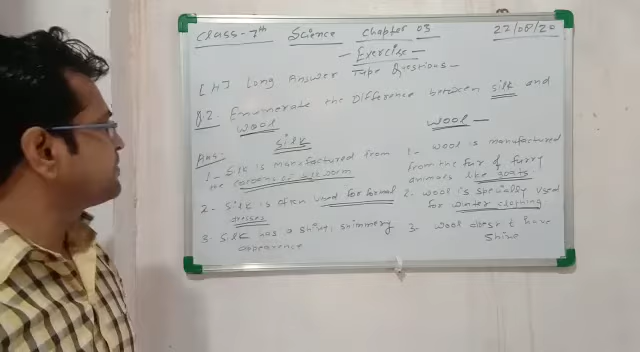 Class-7th Science Chapter 03 22/08/20
- Exercise -
[H] Long Answer Type Questions-
Q2. Enumerate the Difference between silk and
wool
Ans: Silk
1- Silk is manufactured from
the cocoons of silk worm
2- Silk is often used for formal
dresses
3- Silk has a shine, shimmery
appearence
wool -
1- wool is manufactured
from the fur of furry
animals like goats.
2- wool is specially used
for winter clothing
3- wool doesn't have
shine